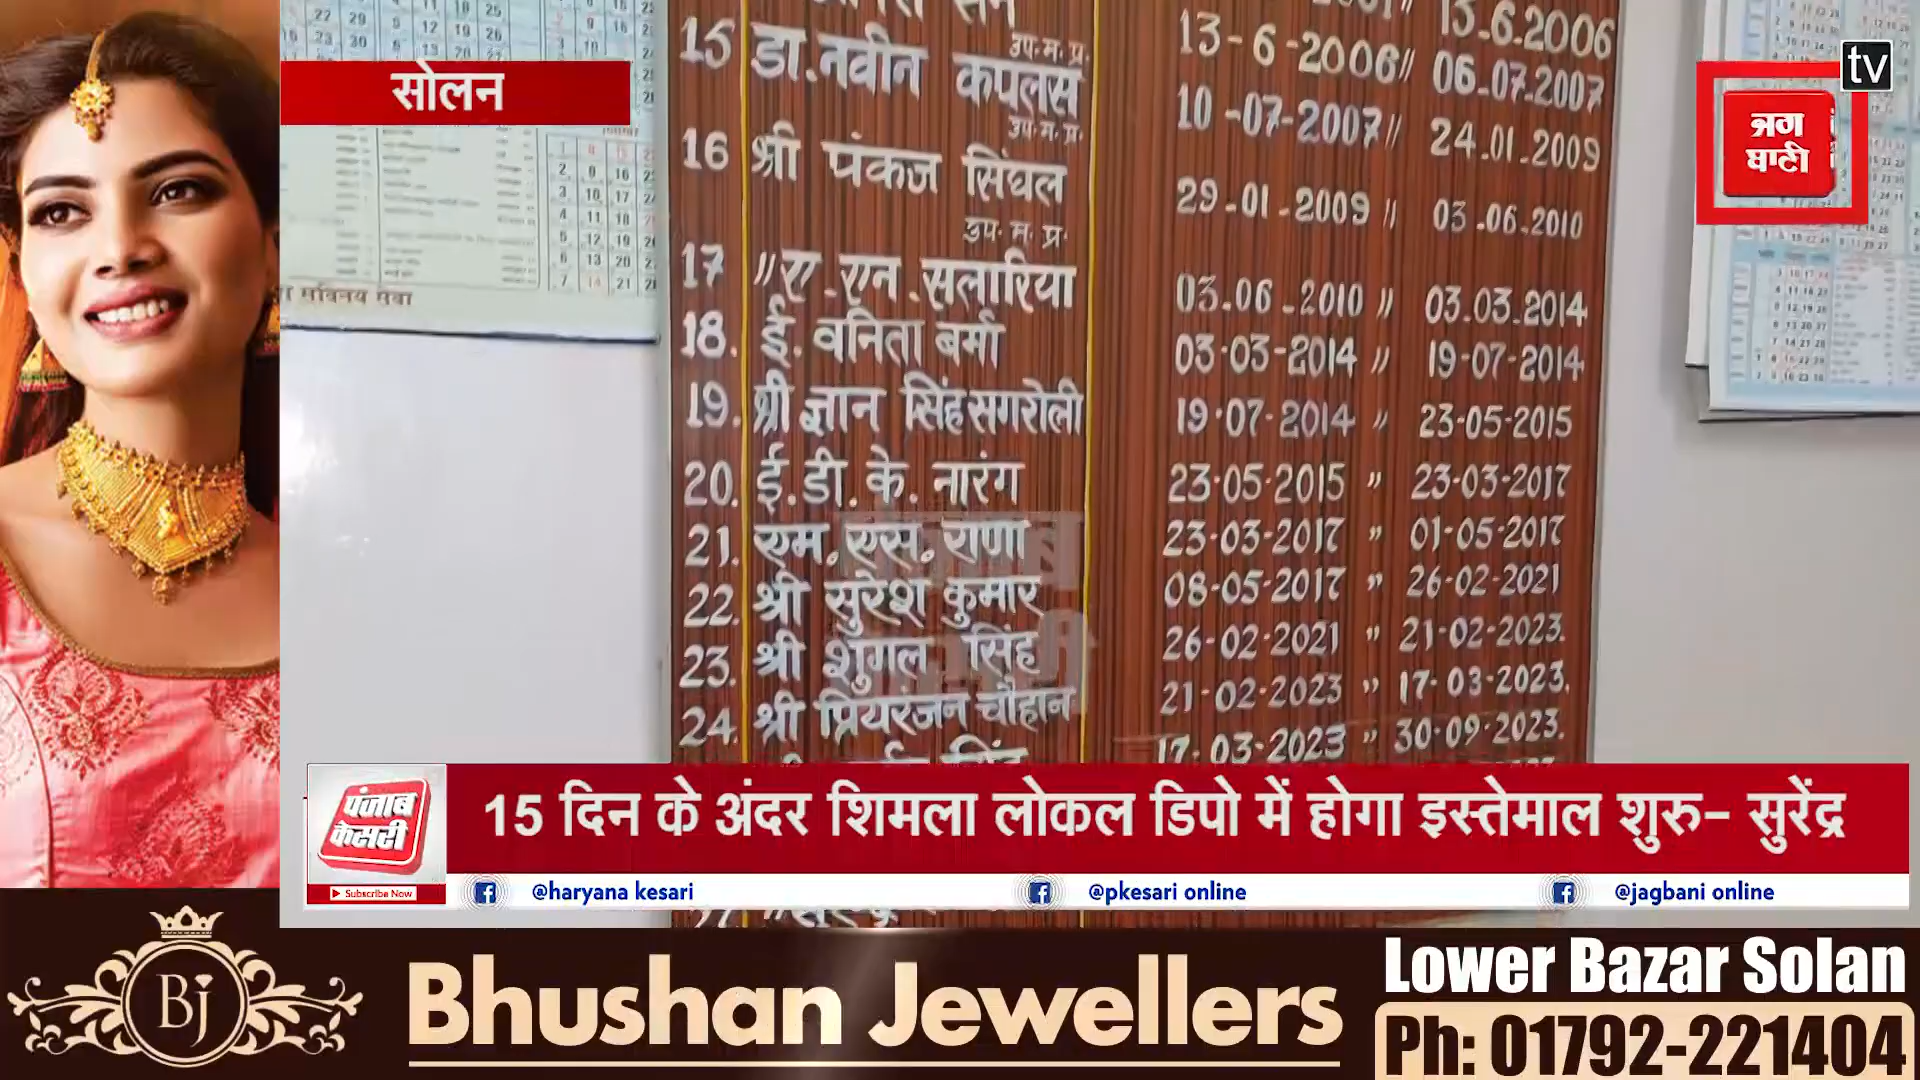 सोलन
tv
ਜਗ
ਬਾਣੀ
13.6.2006
उप.म.प्र.
15 डा.नवीन कपलस 13-6-2006 // 06.07.2007
उप.म.प्र.
16 श्री पंकज सिंघल 10-07-2007 // 24.01.2009
उप.म.प्र.
17 // ए.एन.सलारिया 29-01-2009 // 03.06.2010
18. ई. वनिता बर्मा 03.06-2010 // 03.03.2014
19. श्री ज्ञान सिंह सगरोली 03.03-2014 // 19-07-2014
20. ई.डी.के. नारंग 19.07-2014 " 23-05-2015
21. एम.एस. राणा 23.05-2015 " 23-03-2017
22. श्री सुरेश कुमार 23-03-2017 " 01-05-2017
23. श्री शुगल सिंह 08-05-2017 " 26-02-2021
24. श्री प्रियरंजन चौहान 26-02-2021 " 21-02-2023.
21-02-2023 " 17-03-2023.
17-03-2023 " 30-09-2023.
पंजाब
केसरी
Subscribe Now
15 दिन के अंदर शिमला लोकल डिपो में होगा इस्तेमाल शुरु- सुरेंद्र
@haryana kesari
@pkesari online
@jagbani online
BJ
Bhushan Jewellers
Lower Bazar Solan
Ph: 01792-221404